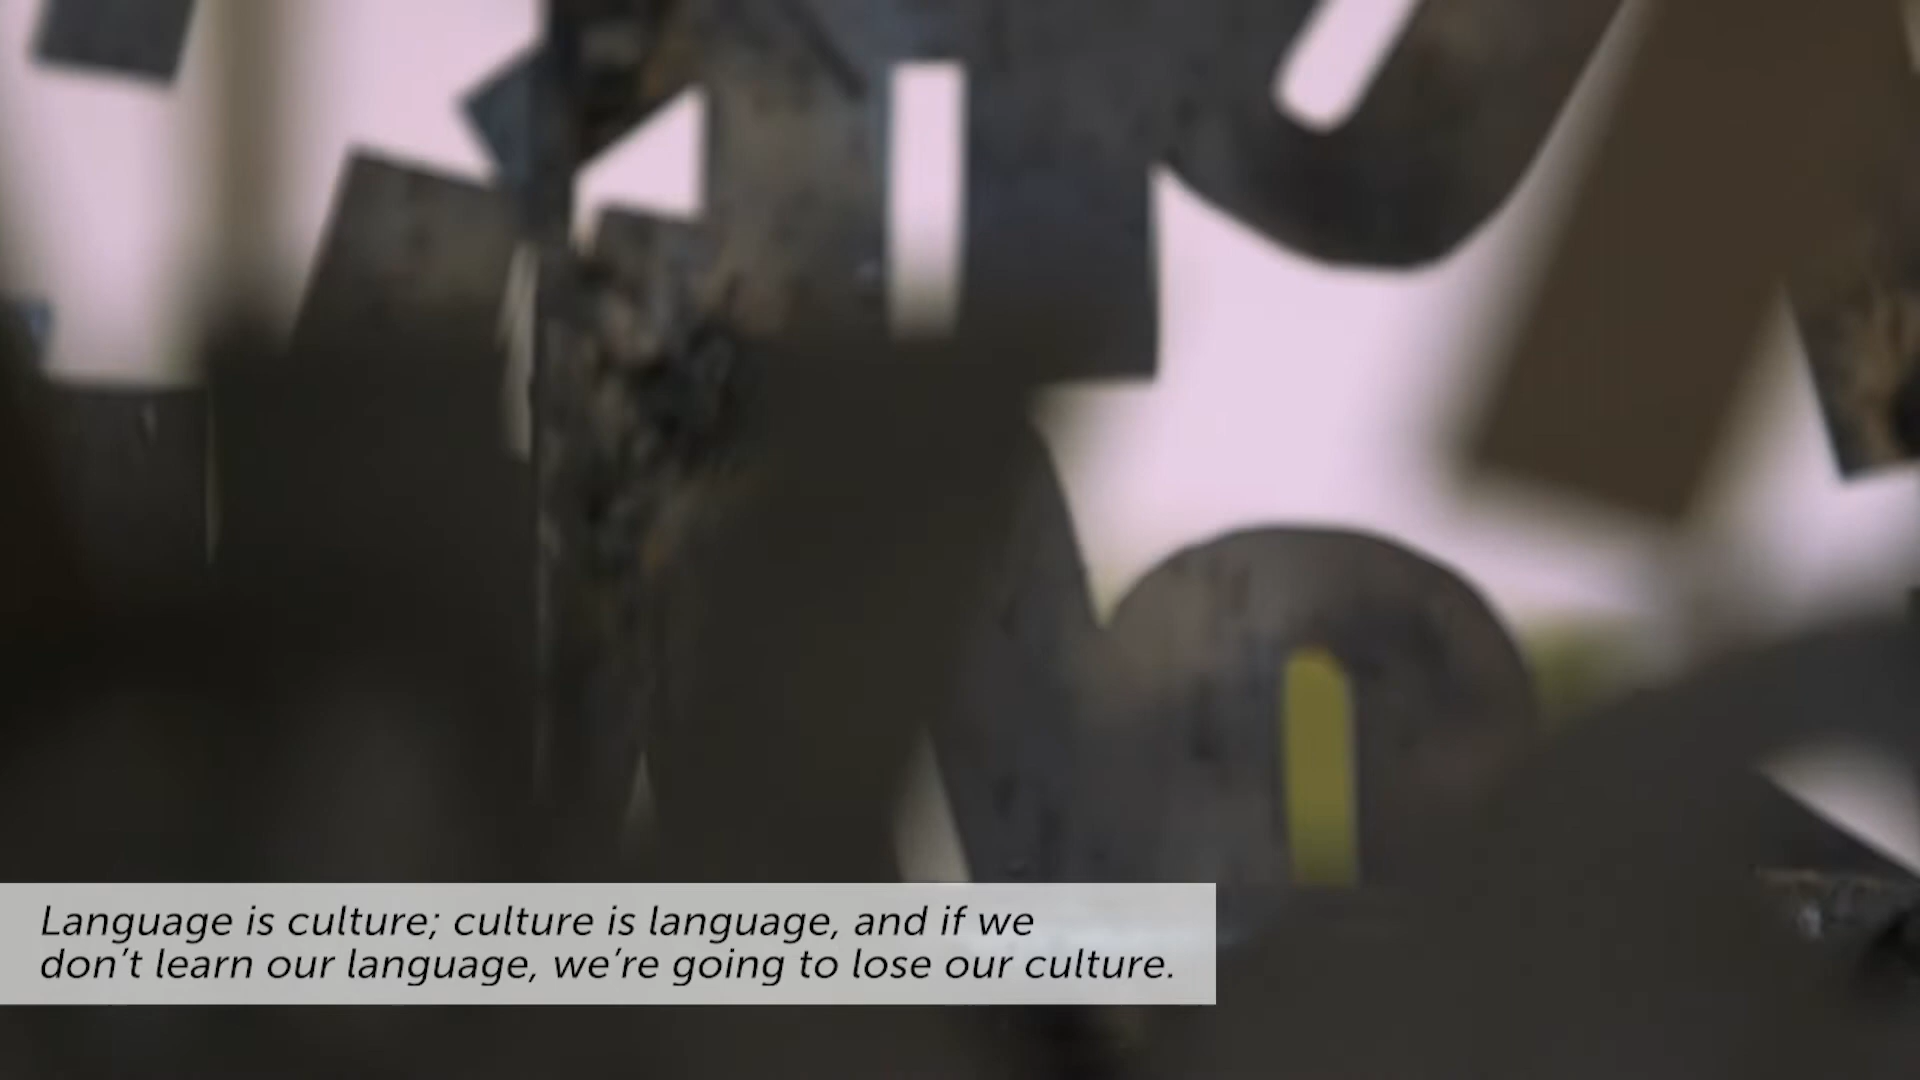 Language is culture; culture is language, and if we
don't learn our language, we're going to lose our culture.